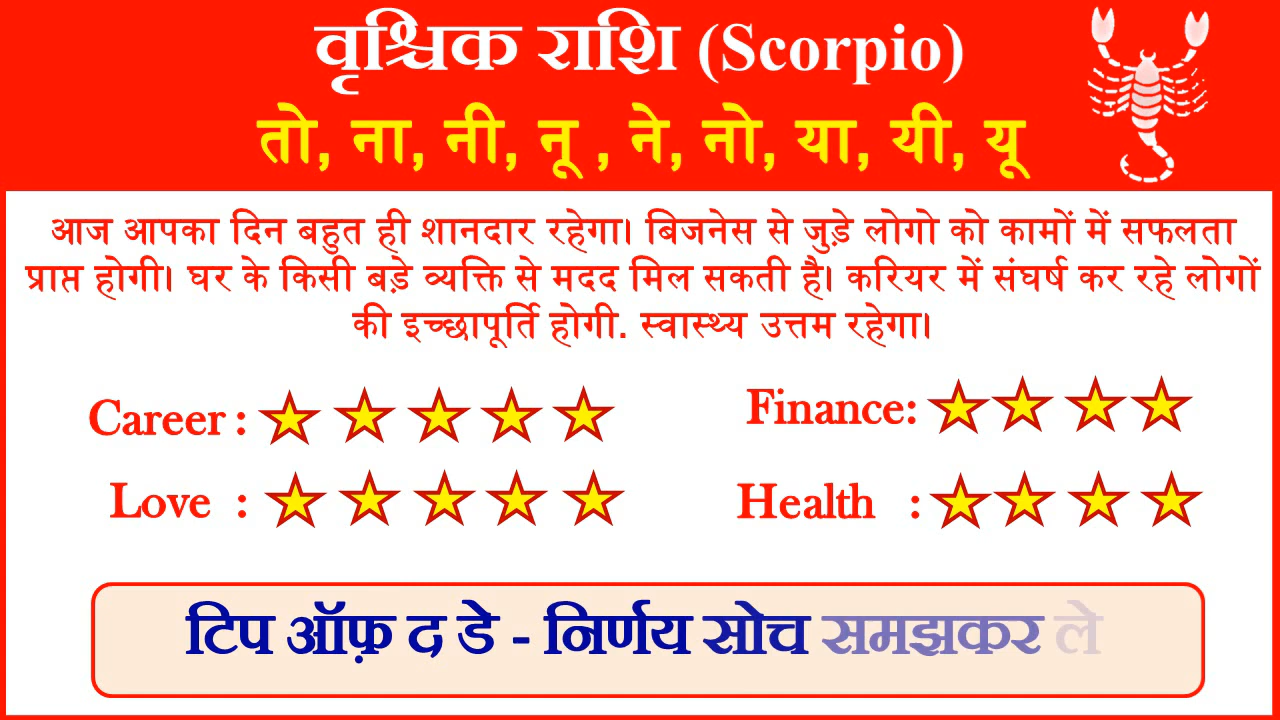 वृश्चिक राशि (Scorpio)
तो, ना, नी, नू , ने, नो, या, यी, यू
आज आपका दिन बहुत ही शानदार रहेगा। बिजनेस से जुड़े लोगो को कामों में सफलता
प्राप्त होगी। घर के किसी बड़े व्यक्ति से मदद मिल सकती है। करियर में संघर्ष कर रहे लोगों
की इच्छापूर्ति होगी. स्वास्थ्य उत्तम रहेगा।
Career :
Finance:
Love :
Health :
टिप ऑफ़ द डे - निर्णय सोच समझकर ले